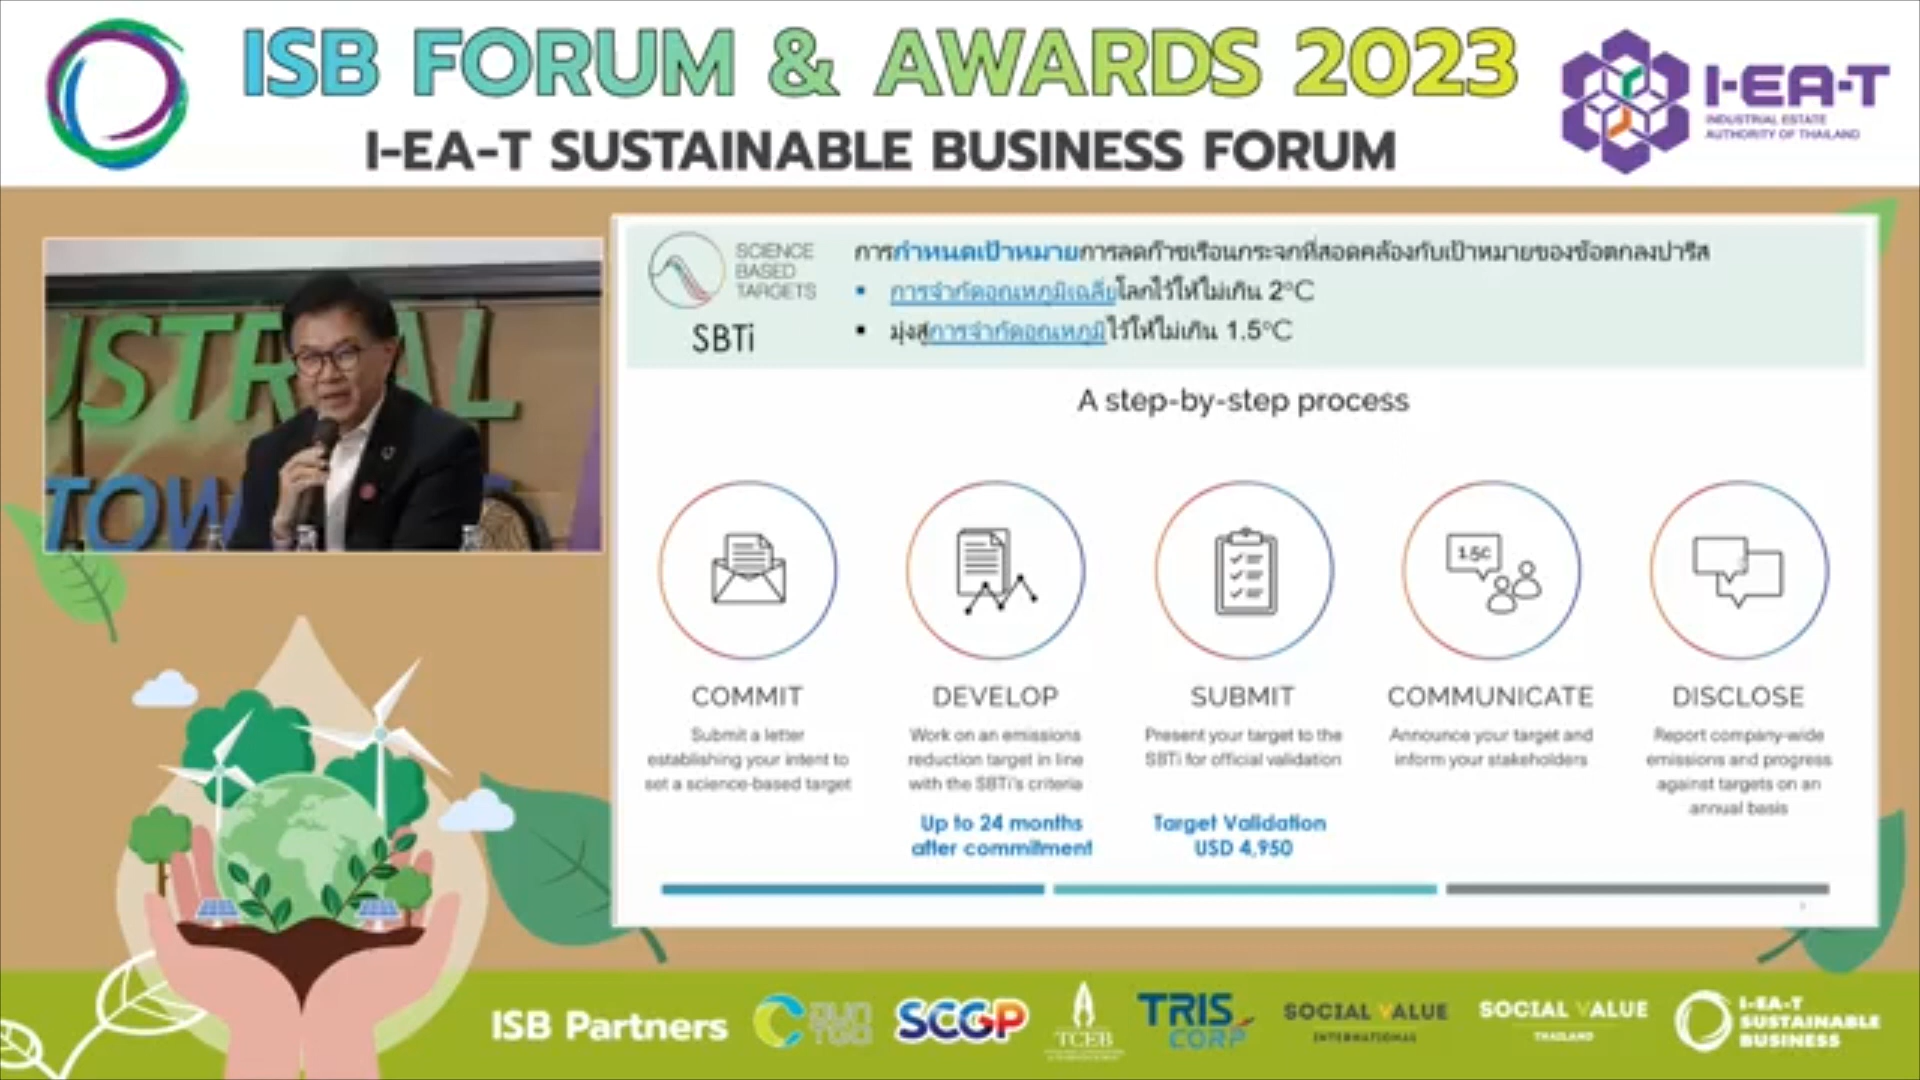 ISB FORUM & AWARDS 2023
I-EA-T SUSTAINABLE BUSINESS FORUM
I-EA-T
INDUSTRIAL ESTATE
AUTHORITY OF THAILAND
SCIENCE
BASED
TARGETS
SBTi
การกำหนดเป้าหมายการลดก๊าซเรือนกระจกที่สอดคล้องกับเป้าหมายของข้อตกลงปารีส
▪ การจำกัดอุณหภูมิเฉลี่ยโลกไว้ให้ไม่เกิน 2°C
▪ มุ่งสู่การจำกัดอุณหภูมิไว้ให้ไม่เกิน 1.5°C
A step-by-step process
1.5C
COMMIT
Submit a letter
establishing your intent to
set a science-based target
DEVELOP
Work on an emissions
reduction target in line
with the SBTi's criteria
Up to 24 months
after commitment
SUBMIT
Present your target to the
SBTi for official validation
Target Validation
USD 4,950
COMMUNICATE
Announce your target and
inform your stakeholders
DISCLOSE
Report company-wide
emissions and progress
against targets on an
annual basis
ISB Partners
SCGP
TCEB
TRIS
CORP
SOCIAL VALUE
INTERNATIONAL
SOCIAL VALUE
THAILAND
I-EA-T
SUSTAINABLE
BUSINESS